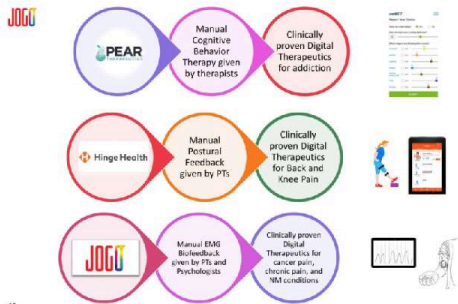 JOGO
PEAR
THERAPEUTICS
Manual
Cognitive
Behavior
Therapy given
by therapists
Clinically
proven Digital
Therapeutics
for addiction
Hinge Health
Manual
Postural
Feedback
given by PTs
Clinically
proven Digital
Therapeutics
for Back and
Knee Pain
JOGO
Manual EMG
Biofeedback
given by PTs and
Psychologists
Clinically proven
Digital
Therapeutics for
cancer pain,
chronic pain, and
NM conditions